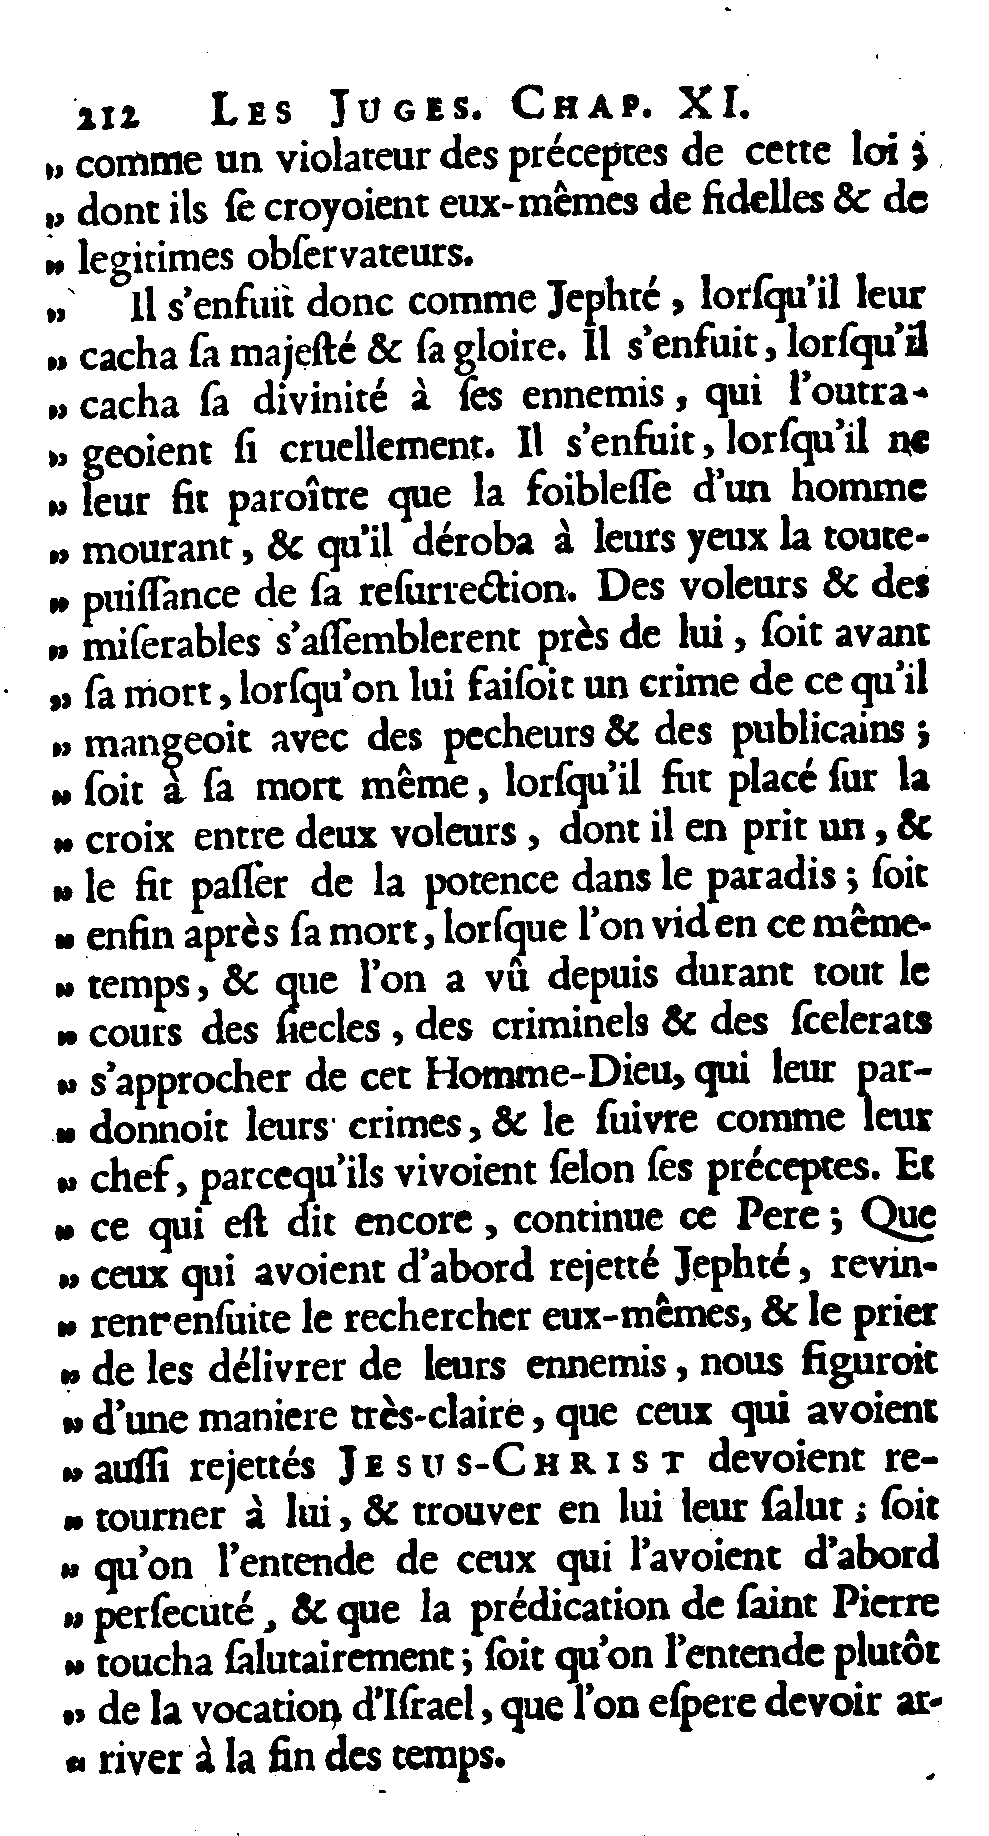 212 LES JUGES. CHAP. XI.
„ comme un violateur des préceptes de cette loi ;
„ dont ils ſe croyoient eux-mêmes de fidelles & de
„ legitimes obſervateurs.
„ Il s'enfuit donc comme Jephté, lorſqu'il leur
„ cacha ſa majeſté & ſa gloire. Il s'enfuit, lorſqu'il
„ cacha ſa divinité à ſes ennemis, qui l'outra-
„ geoient ſi cruellement. Il s'enfuit, lorſqu'il ne
„ leur fit paroître que la foibleſſe d'un homme
„ mourant, & qu'il déroba à leurs yeux la toute-
„ puiſſance de ſa reſurrection. Des voleurs & des
„ miſerables s'aſſemblerent près de lui, ſoit avant
„ ſa mort, lorſqu'on lui faiſoit un crime de ce qu'il
„ mangeoit avec des pecheurs & des publicains ;
„ ſoit à ſa mort même, lorſqu'il fut placé ſur la
„ croix entre deux voleurs, dont il en prit un, &
„ le fit paſſer de la potence dans le paradis ; ſoit
„ enfin après ſa mort, lorſque l'on vid en ce même-
„ temps, & que l'on a vû depuis durant tout le
„ cours des ſiecles, des criminels & des ſcelerats
„ s'approcher de cet Homme-Dieu, qui leur par-
„ donnoit leurs crimes, & le ſuivre comme leur
„ chef, parcequ'ils vivoient ſelon ſes préceptes. Et
„ ce qui eſt dit encore, continue ce Pere ; Que
„ ceux qui avoient d'abord rejetté Jephté, revin-
„ rent enſuite le rechercher eux-mêmes, & le prier
„ de les délivrer de leurs ennemis, nous figuroit
„ d'une maniere très-claire, que ceux qui avoient
„ auſſi rejettés JESUS-CHRIST devoient re-
„ tourner à lui, & trouver en lui leur ſalut ; ſoit
„ qu'on l'entende de ceux qui l'avoient d'abord
„ perſecuté, & que la prédication de ſaint Pierre
„ toucha ſalutairement ; ſoit qu'on l'entende plutôt
„ de la vocation d'Iſrael, que l'on eſpere devoir ar-
„ river à la fin des temps.